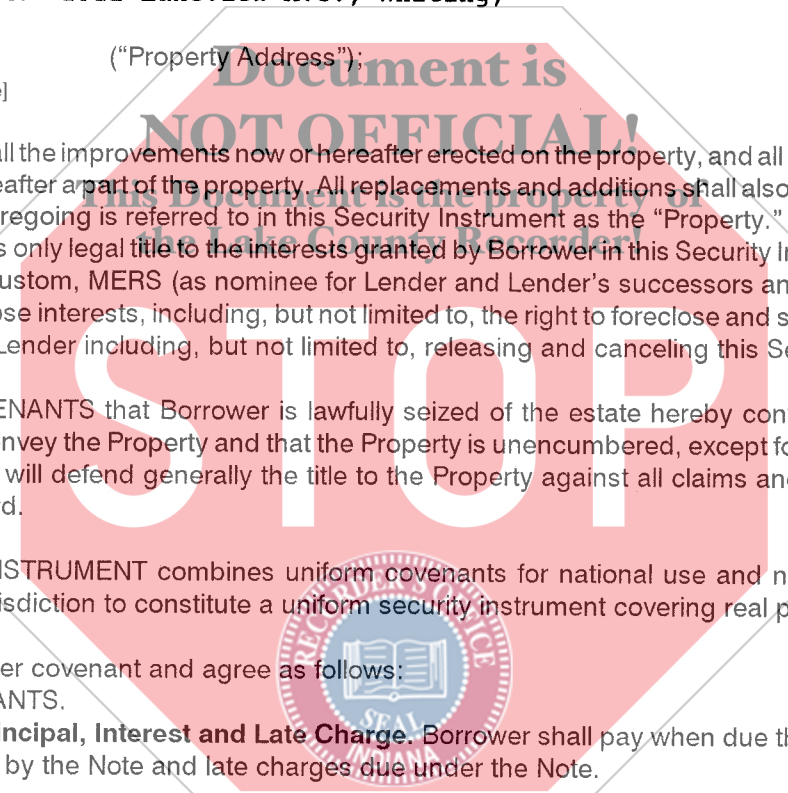 ("Property Address");
Document is
NOT OFFICIAL!
all the improvements now or hereafter erected on the property, and all
eafter a part of the property. All replacements and additions shall also
This Document is the property of
regoing is referred to in this Security Instrument as the "Property."
the Lake County Recorder!
s only legal title to the interests granted by Borrower in this Security In
ustom, MERS (as nominee for Lender and Lender's successors an
ose interests, including, but not limited to, the right to foreclose and s
Lender including, but not limited to, releasing and canceling this Se
STOP
ENANTS that Borrower is lawfully seized of the estate hereby con
nvey the Property and that the Property is unencumbered, except fo
will defend generally the title to the Property against all claims and
rd.
NSTRUMENT combines uniform covenants for national use and n
isdiction to constitute a uniform security instrument covering real p
RECORDER'S OFFICE
er covenant and agree as follows:
ANTS.
SEAL
incipal, Interest and Late Charge. Borrower shall pay when due th
INDIANA
by the Note and late charges due under the Note.